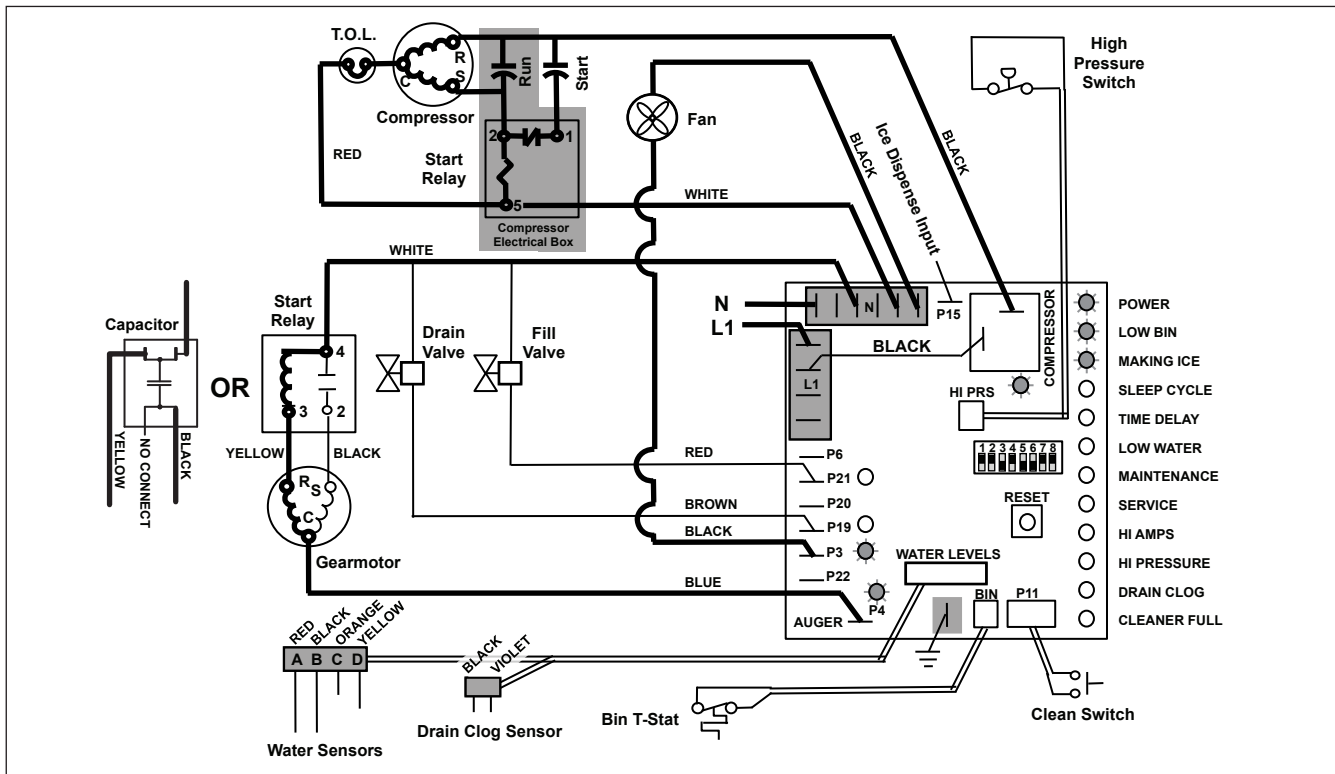 T.O.L.
R
S
C
Compressor
Run
Start
2
1
5
Start
Relay
Compressor
Electrical Box
RED
WHITE
Fan
BLACK
Ice Dispense Input
BLACK
High
Pressure
Switch
WHITE
Capacitor
YELLOW
NO CONNECT
BLACK
OR
Start
Relay
4
3
2
YELLOW
BLACK
R
S
C
Gearmotor
Drain
Valve
Fill
Valve
N
L1
N
P15
L1
BLACK
COMPRESSOR
HI PRS
1 2 3 4 5 6 7 8
RESET
POWER
LOW BIN
MAKING ICE
SLEEP CYCLE
TIME DELAY
LOW WATER
MAINTENANCE
SERVICE
HI AMPS
HI PRESSURE
DRAIN CLOG
CLEANER FULL
RED
BROWN
BLACK
BLUE
P6
P21
P20
P19
P3
P22
P4
AUGER
WATER LEVELS
BIN
P11
RED
BLACK
ORANGE
YELLOW
A B C D
Water Sensors
BLACK
VIOLET
Drain Clog Sensor
Bin T-Stat
Clean Switch